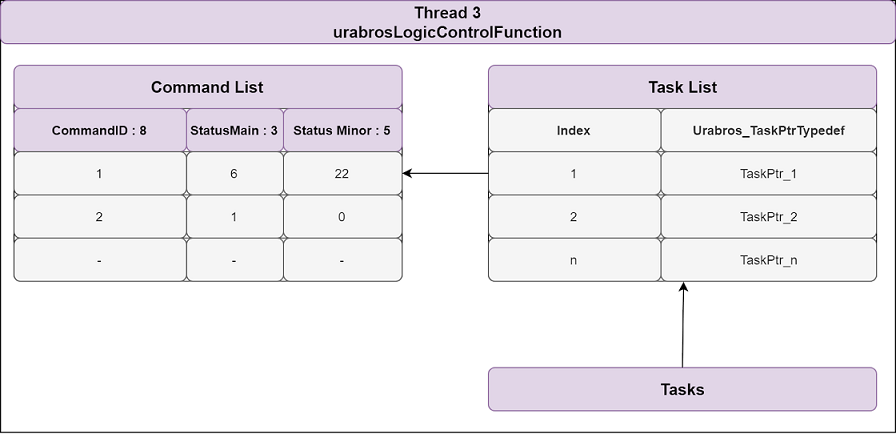 Thread 3
urabrosLogicControlFunction
Command List
CommandID : 8 StatusMain : 3 Status Minor : 5
1 6 22
2 1 0
- - -
Task List
Index Urabros_TaskPtrTypedef
1 TaskPtr_1
2 TaskPtr_2
n TaskPtr_n
Tasks